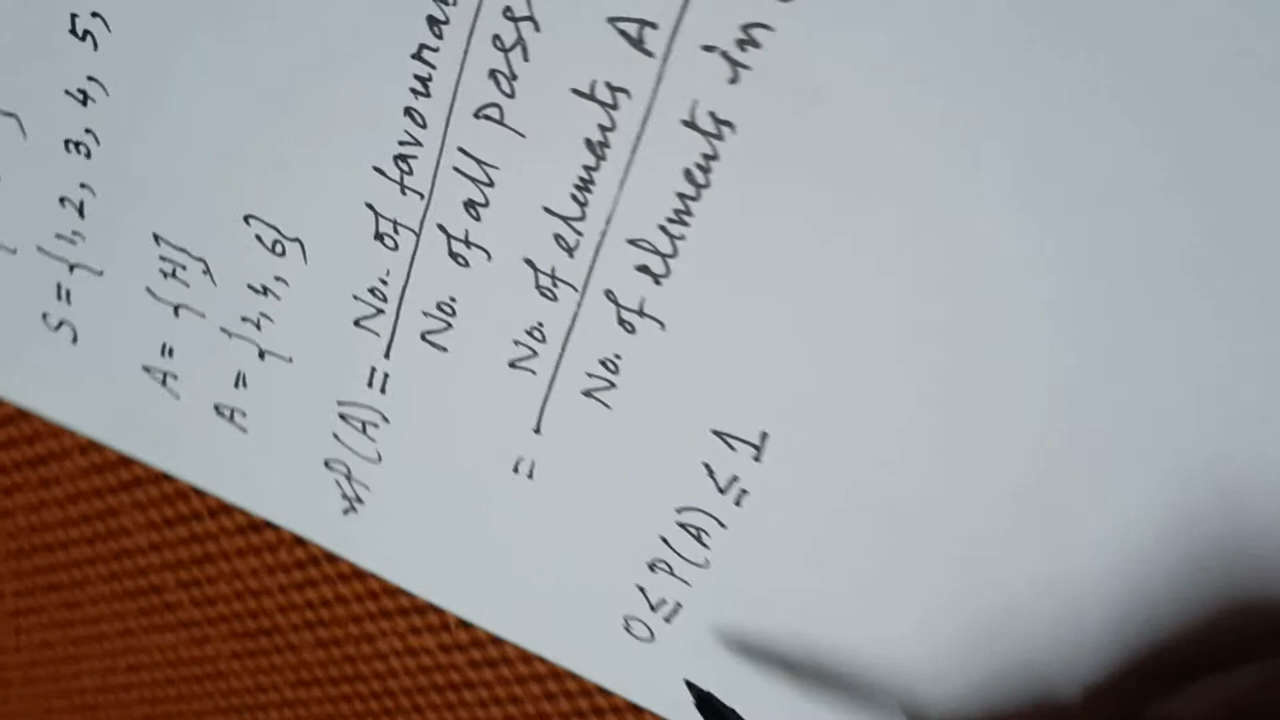 S = {1, 2, 3, 4, 5,
A = {H}
A = {2, 4, 6}
P(A) = No. of favoura
No. of all poss
= No. of elements A
No. of elements in
0 ≤ P(A) ≤ 1